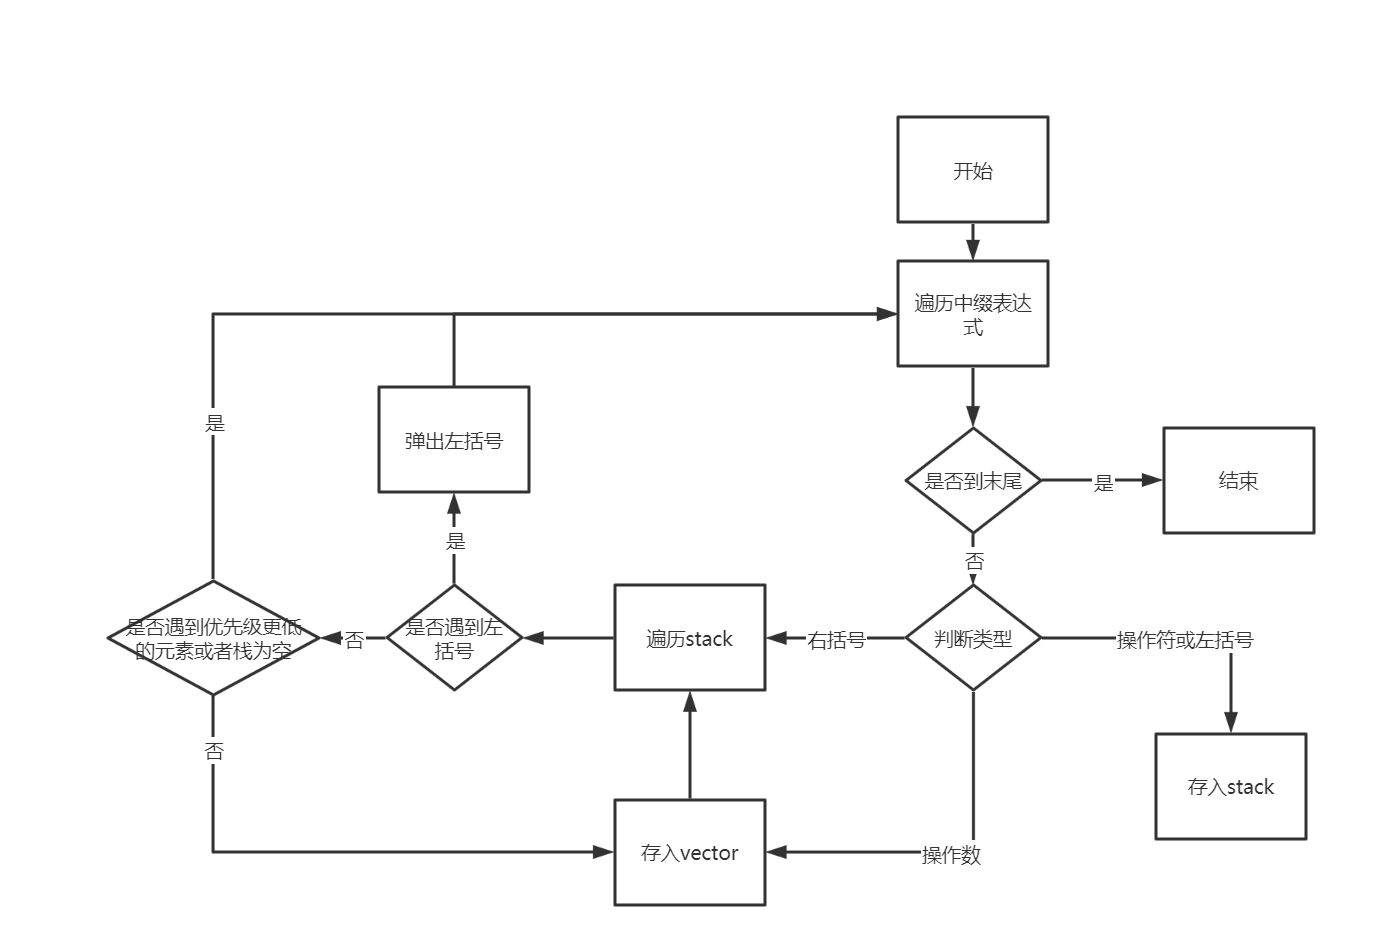 开始
遍历中缀表达
式
是
弹出左括号
是否到末尾
是
结束
是
否
是否遇到优先级更低
的元素或者栈为空
否
是否遇到左
括号
遍历stack
右括号
判断类型
操作符或左括号
否
存入stack
存入vector
操作数